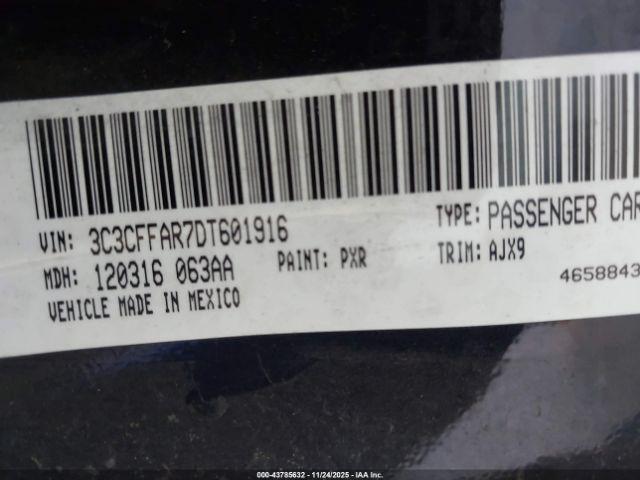 VIN: 3C3CFFAR7DT601916 TYPE: PASSENGER CAR
MDH: 120316 063AA PAINT: PXR TRIM: AJX9
VEHICLE MADE IN MEXICO 4658843
00-43785632 - 11/24/2025 - IAA Inc.